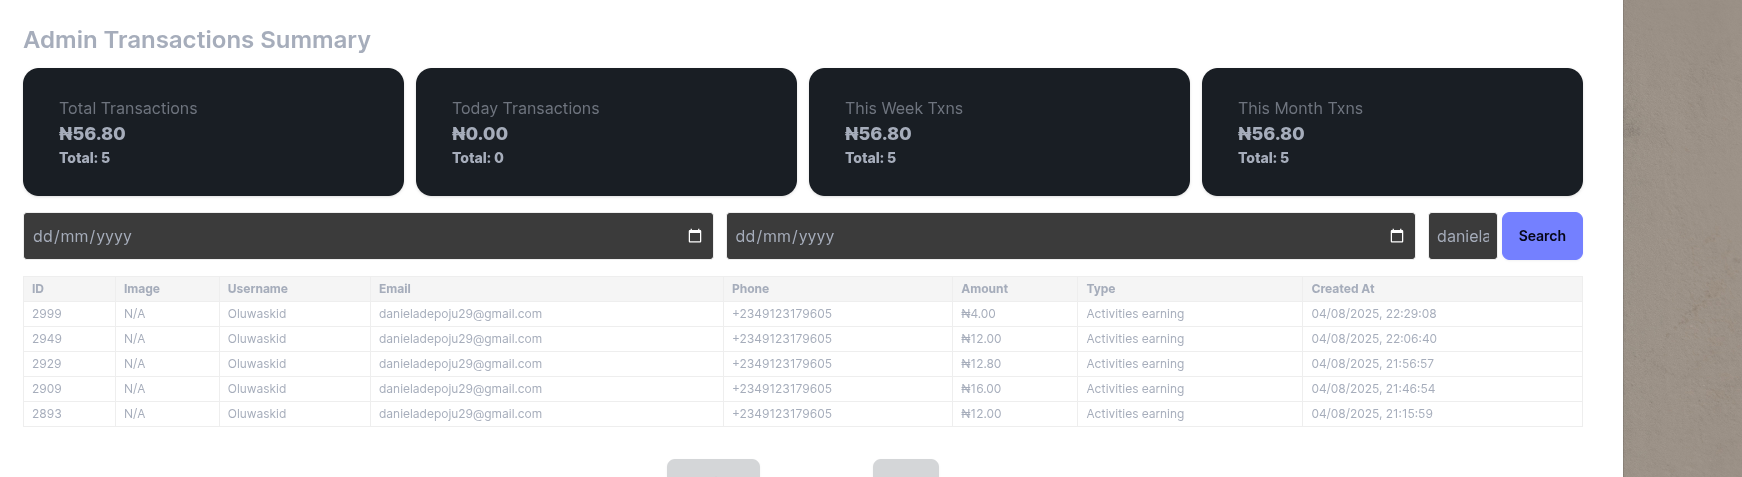 Admin Transactions Summary
Total Transactions
₦56.80
Total: 5
Today Transactions
₦0.00
Total: 0
This Week Txns
₦56.80
Total: 5
This Month Txns
₦56.80
Total: 5
dd/mm/yyyy dd/mm/yyyy daniela Search
ID Image Username Email Phone Amount Type Created At
2999 N/A Oluwaskid danieladepoju29@gmail.com +2349123179605 ₦4.00 Activities earning 04/08/2025, 22:29:08
2949 N/A Oluwaskid danieladepoju29@gmail.com +2349123179605 ₦12.00 Activities earning 04/08/2025, 22:06:40
2929 N/A Oluwaskid danieladepoju29@gmail.com +2349123179605 ₦12.80 Activities earning 04/08/2025, 21:56:57
2909 N/A Oluwaskid danieladepoju29@gmail.com +2349123179605 ₦16.00 Activities earning 04/08/2025, 21:46:54
2893 N/A Oluwaskid danieladepoju29@gmail.com +2349123179605 ₦12.00 Activities earning 04/08/2025, 21:15:59